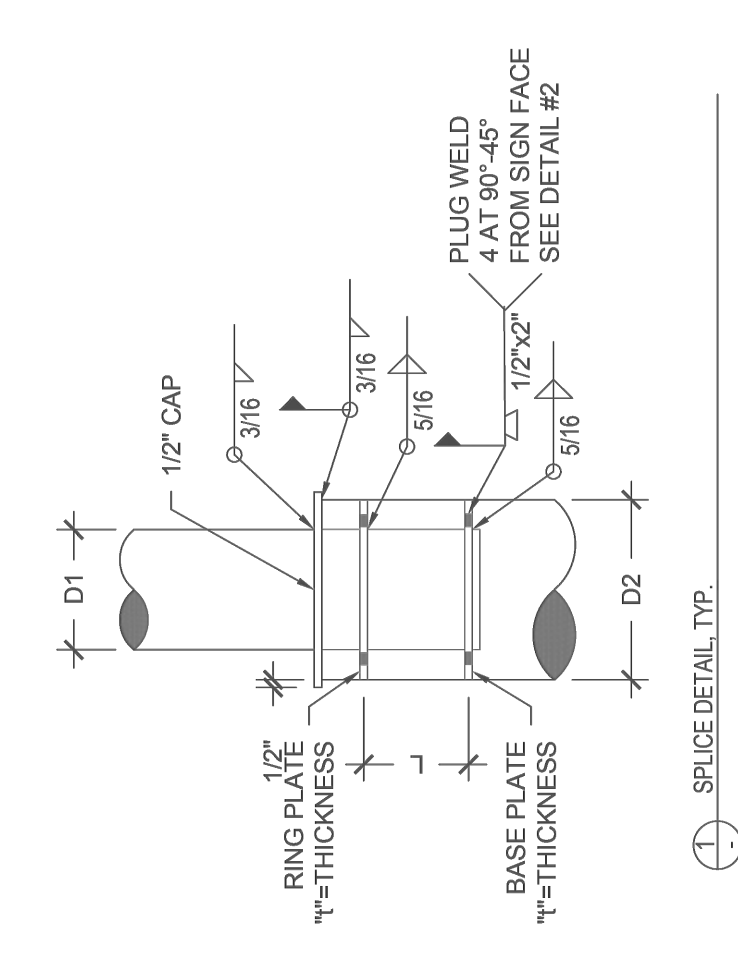 D1
1/2" CAP
3/16
3/16
5/16
PLUG WELD
4 AT 90°-45°
FROM SIGN FACE
SEE DETAIL #2
1/2"x2"
5/16
1/2"
RING PLATE
"t"=THICKNESS
L
BASE PLATE
"t"=THICKNESS
D2
1
-
SPLICE DETAIL, TYP.